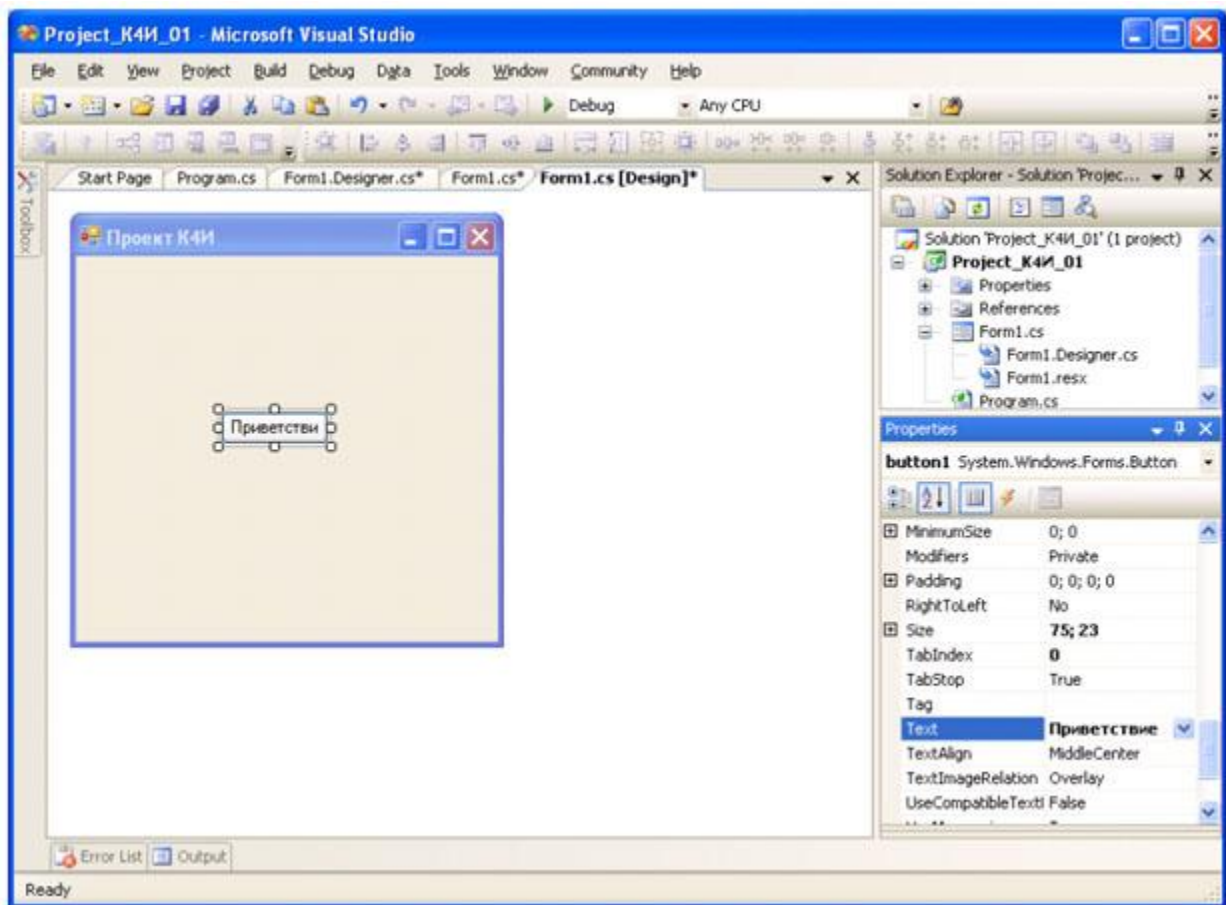 Project_К4И_01 - Microsoft Visual Studio
File Edit View Project Build Debug Data Tools Window Community Help
Debug Any CPU
Toolbox
Start Page Program.cs Form1.Designer.cs* Form1.cs* Form1.cs [Design]*
Проект К4И
Приветстви
Solution Explorer - Solution 'Projec...
Solution 'Project_К4И_01' (1 project)
Project_К4И_01
Properties
References
Form1.cs
Form1.Designer.cs
Form1.resx
Program.cs
Properties
button1 System.Windows.Forms.Button
MinimumSize 0; 0
Modifiers Private
Padding 0; 0; 0; 0
RightToLeft No
Size 75; 23
TabIndex 0
TabStop True
Tag
Text Приветствие
TextAlign MiddleCenter
TextImageRelation Overlay
UseCompatibleTextI False
Error List Output
Ready